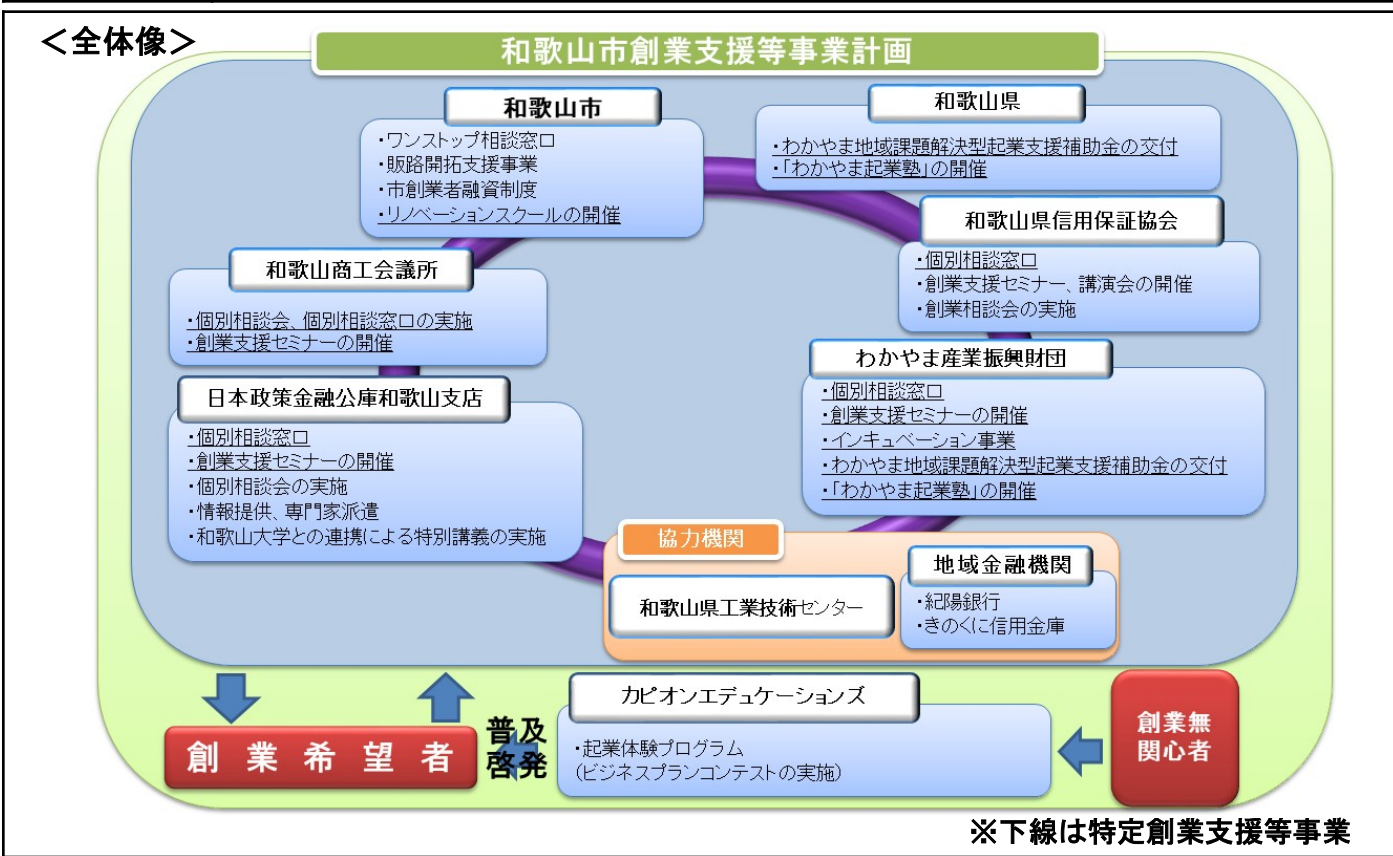 ＜全体像＞
和歌山市創業支援等事業計画
和歌山市
・ワンストップ相談窓口
・販路開拓支援事業
・市創業者融資制度
・リノベーションスクールの開催
和歌山県
・わかやま地域課題解決型起業支援補助金の交付
・「わかやま起業塾」の開催
和歌山県信用保証協会
・個別相談窓口
・創業支援セミナー、講演会の開催
・創業相談会の実施
和歌山商工会議所
・個別相談会、個別相談窓口の実施
・創業支援セミナーの開催
わかやま産業振興財団
・個別相談窓口
・創業支援セミナーの開催
・インキュベーション事業
・わかやま地域課題解決型起業支援補助金の交付
・「わかやま起業塾」の開催
日本政策金融公庫和歌山支店
・個別相談窓口
・創業支援セミナーの開催
・個別相談会の実施
・情報提供、専門家派遣
・和歌山大学との連携による特別講義の実施
協力機関
和歌山県工業技術センター
地域金融機関
・紀陽銀行
・きのくに信用金庫
カピオンエデュケーションズ
・起業体験プログラム
(ビジネスプランコンテストの実施)
創業無
関心者
普及
啓発
創業希望者
※下線は特定創業支援等事業